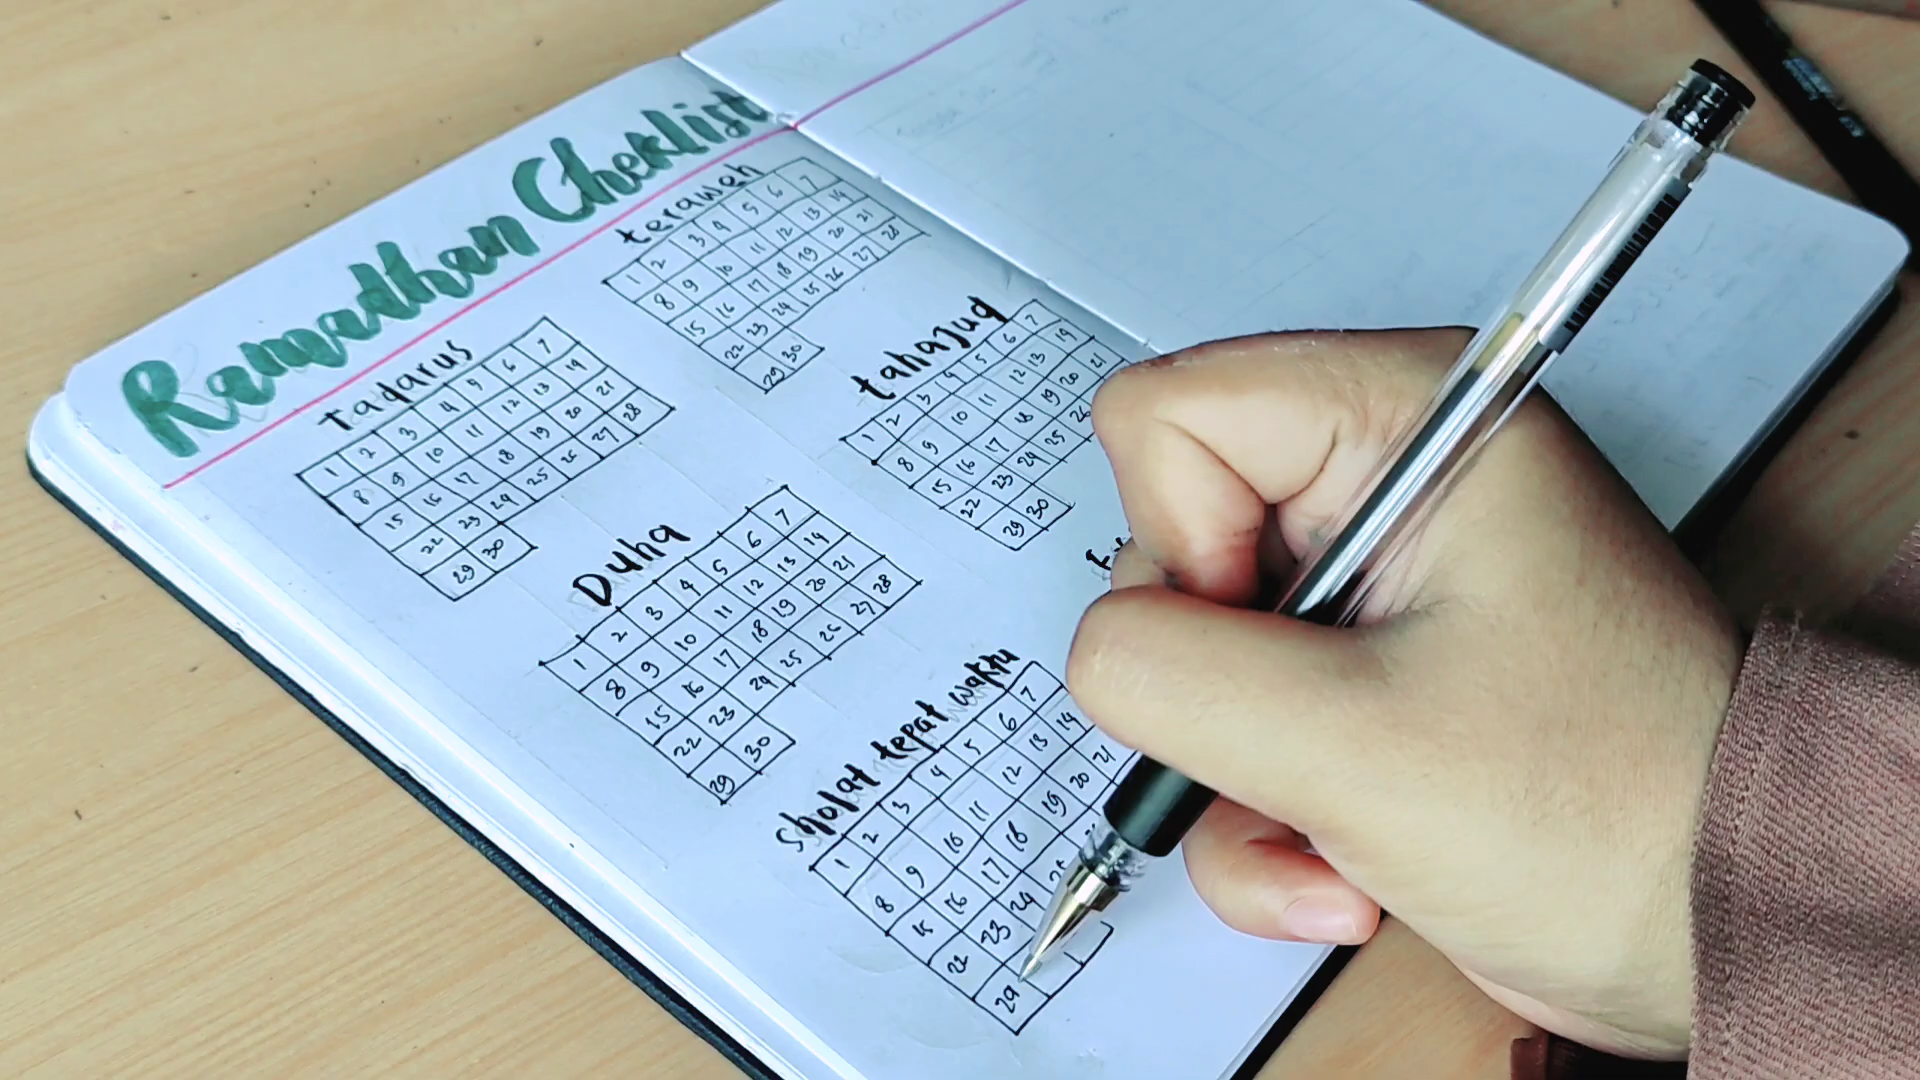 Ramadhan Cheklist
Tadarus
1 2 3 4 5 6 7
8 9 10 11 12 13 14
15 16 17 18 19 20 21
22 23 24 25 26 27 28
29 30
teraweh
1 2 3 4 5 6 7
8 9 10 11 12 13 14
15 16 17 18 19 20 21
22 23 24 25 26 27 28
29 30
Duha
1 2 3 4 5 6 7
8 9 10 11 12 13 14
15 16 17 18 19 20 21
22 23 24 25 26 27 28
29 30
tahajud
1 2 3 4 5 6 7
8 9 10 11 12 13 14
15 16 17 18 19 20 21
22 23 24 25 26
29 30
Sholat tepat waktu
1 2 3 4 5 6 7
8 9 10 11 12 13 14
15 16 17 18 19 20 21
22 23 24
29